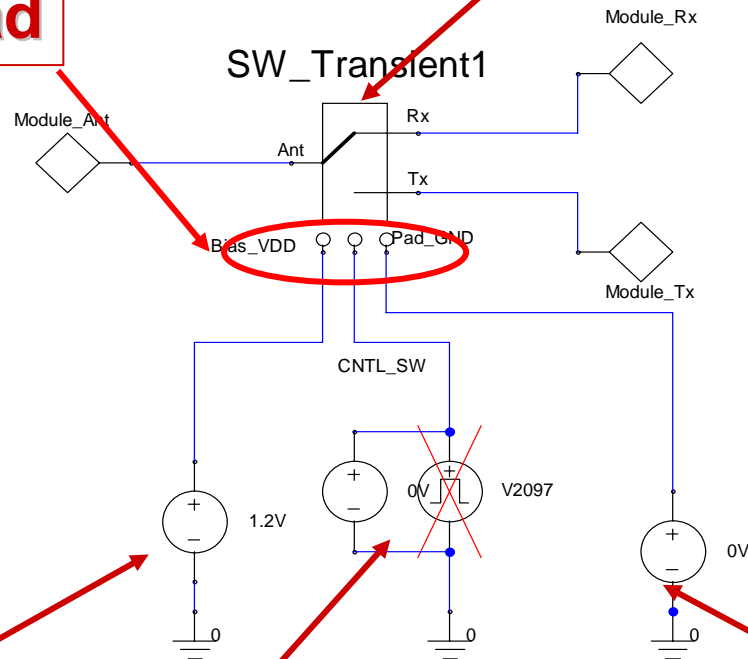 Module_Rx
SW_Transient1
Module_Ant
Rx
Ant
Tx
Bias_VDD
Pad_GND
Module_Tx
CNTL_SW
0V
V2097
1.2V
0V
0
0
0